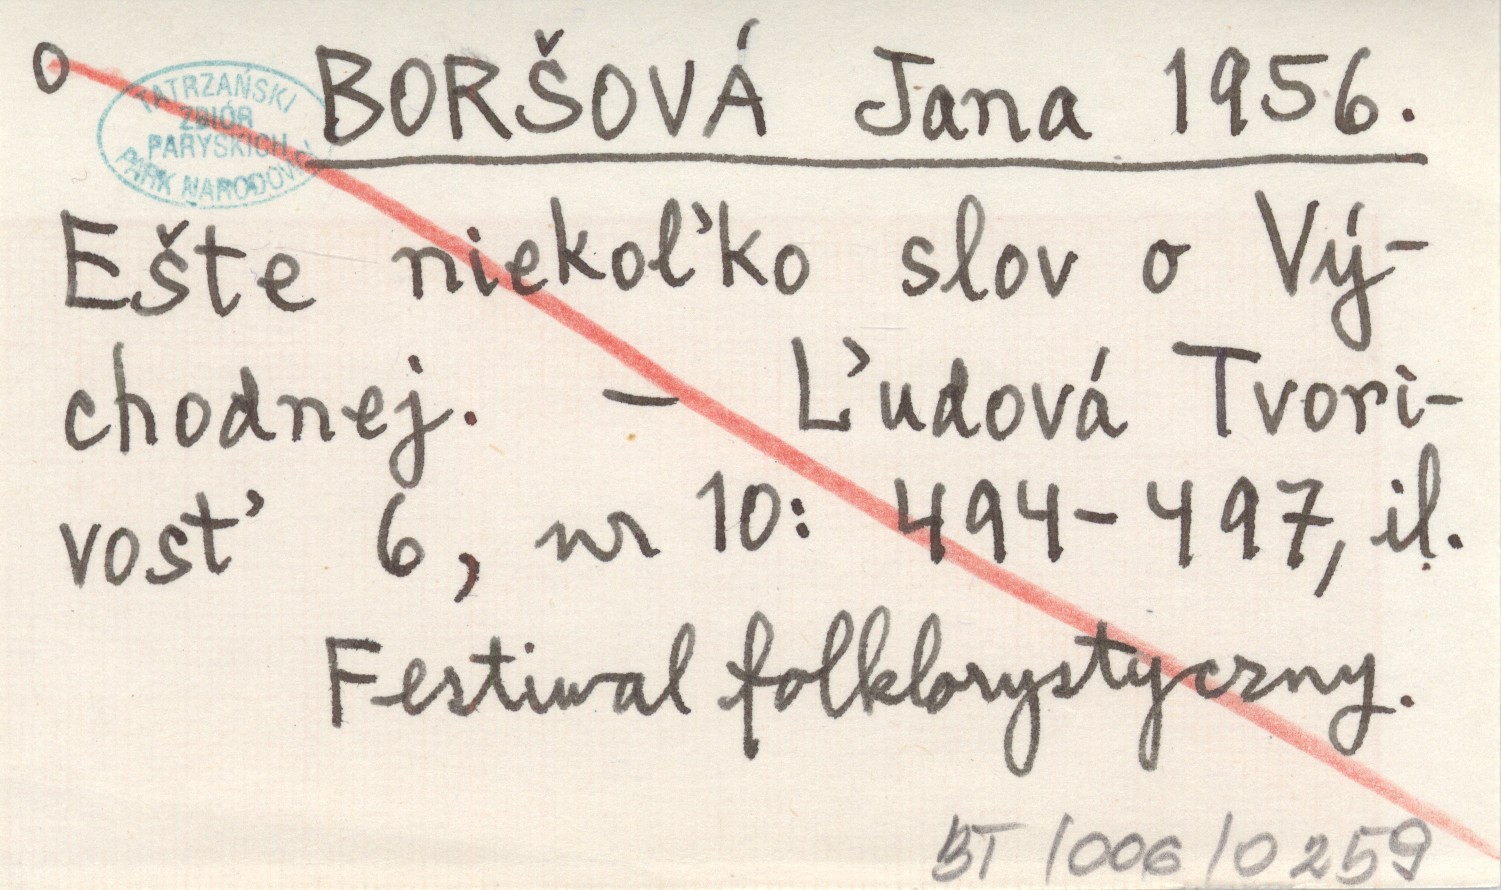 o BORŠOVÁ Jana 1956.
TATRZAŃSKI
ZBIÓR
PARYSKICH
PARK NARODOWY
Ešte niekoľko slov o Vý-
chodnej. – Ľudová Tvori-
vosť 6, nr 10: 494-497, il.
Festiwal folklorystyczny.
BT/006/0259